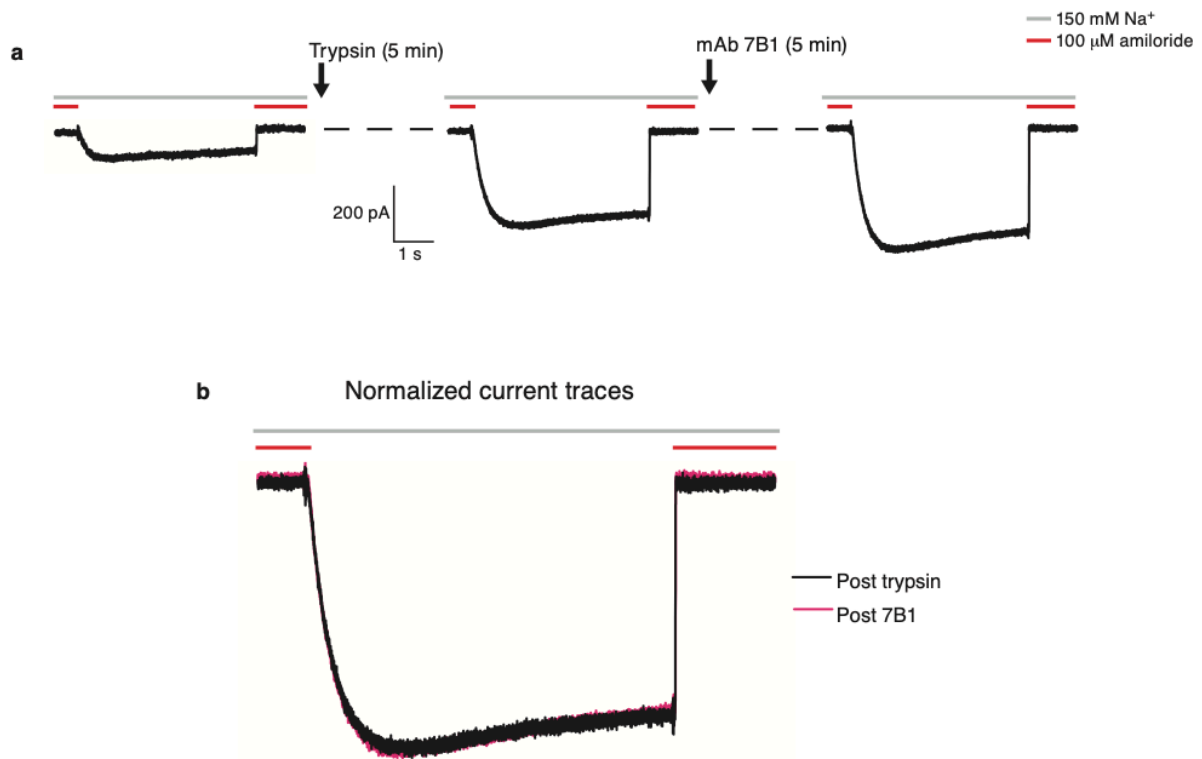 150 mM Na⁺
100 μM amiloride
a
Trypsin (5 min)
mAb 7B1 (5 min)
200 pA
1 s
b
Normalized current traces
Post trypsin
Post 7B1